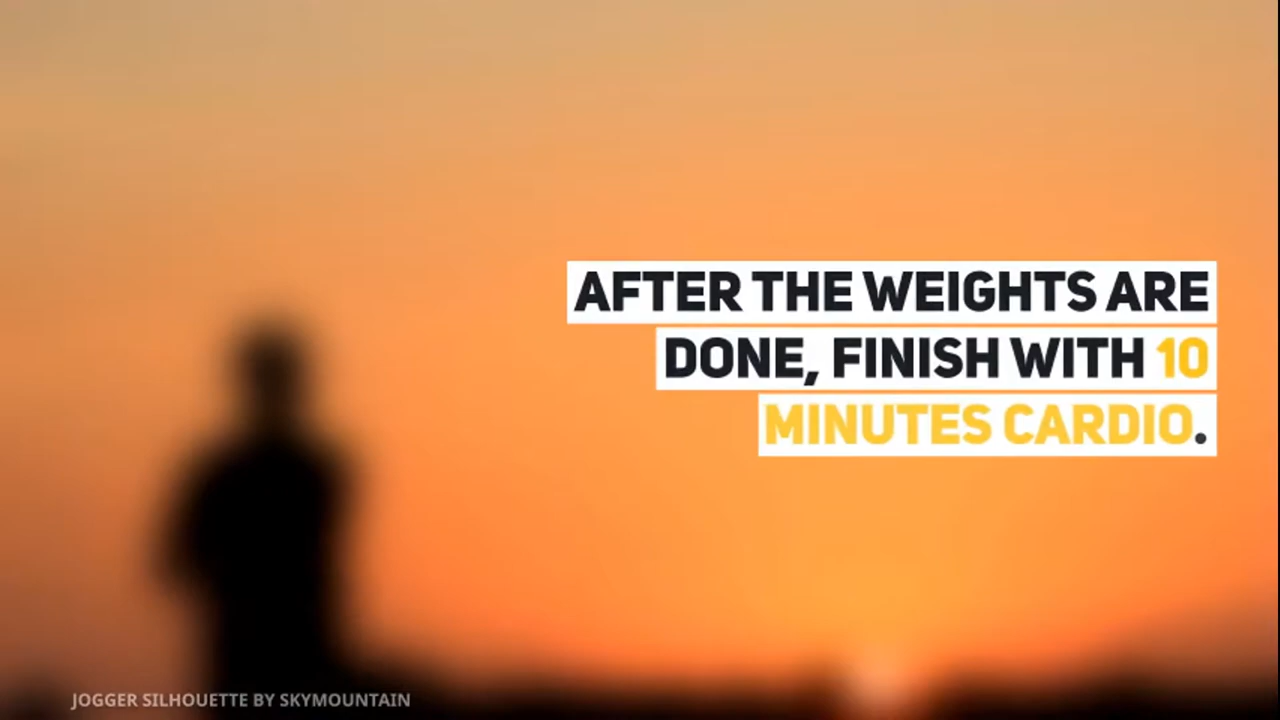 AFTER THE WEIGHTS ARE
DONE, FINISH WITH 10
MINUTES CARDIO.
JOGGER SILHOUETTE BY SKYMOUNTAIN